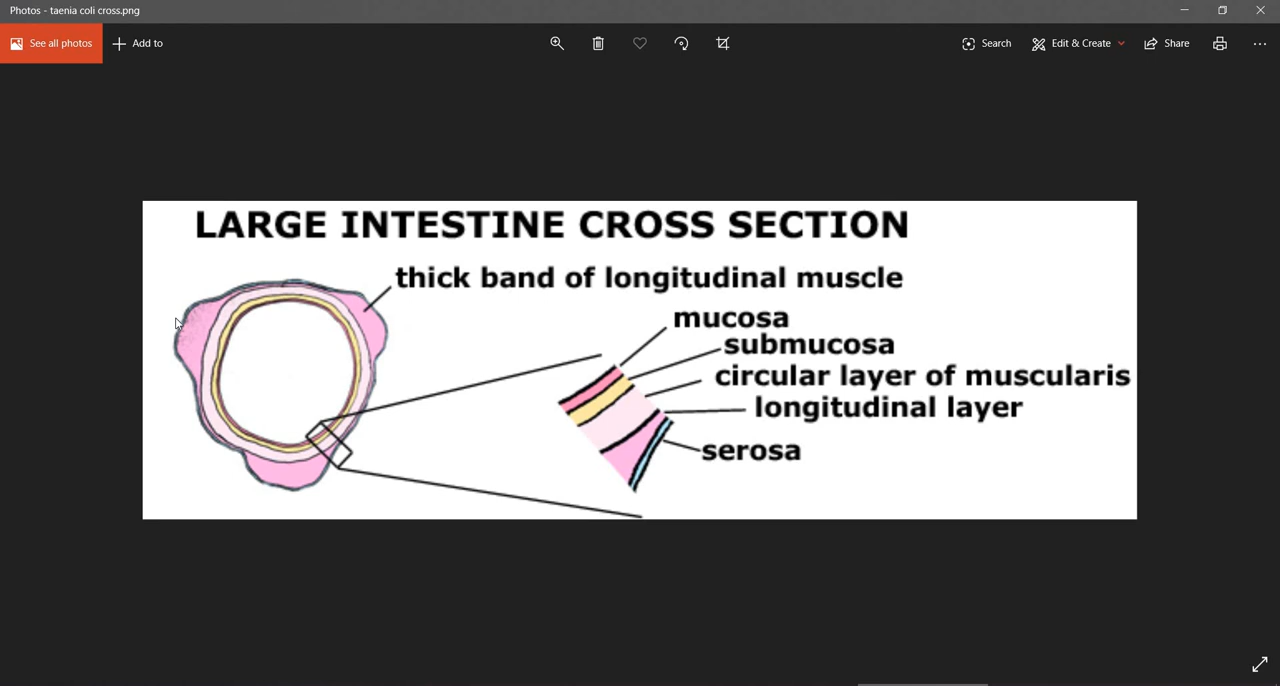 Photos - taenia coli cross.png
See all photos
Add to
Search
Edit & Create
Share
LARGE INTESTINE CROSS SECTION
thick band of longitudinal muscle
mucosa
submucosa
circular layer of muscularis
longitudinal layer
serosa